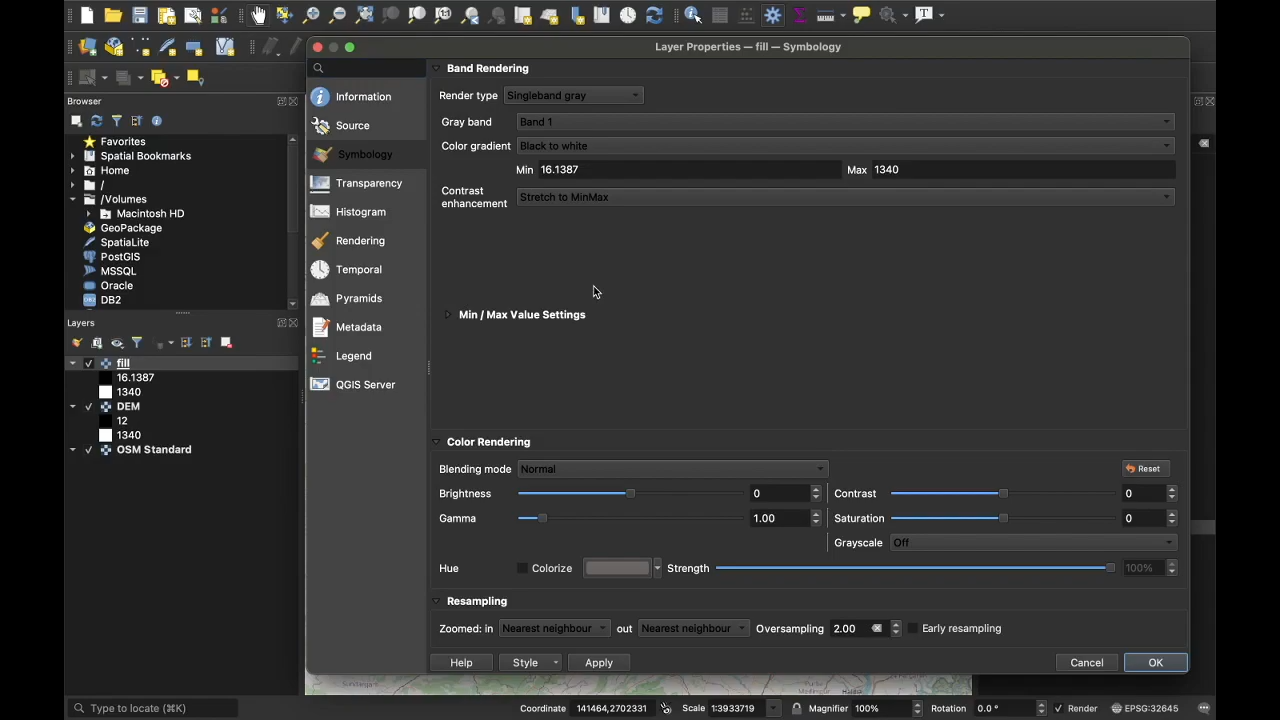 Layer Properties — fill — Symbology
Browser
Favorites
Spatial Bookmarks
Home
/
/Volumes
Macintosh HD
GeoPackage
SpatiaLite
PostGIS
MSSQL
Oracle
DB2
Layers
fill
16.1387
1340
DEM
12
1340
OSM Standard
Information
Source
Symbology
Transparency
Histogram
Rendering
Temporal
Pyramids
Metadata
Legend
QGIS Server
Band Rendering
Render type Singleband gray
Gray band Band 1
Color gradient Black to white
Min 16.1387 Max 1340
Contrast enhancement Stretch to MinMax
Min / Max Value Settings
Color Rendering
Blending mode Normal Reset
Brightness 0 Contrast 0
Gamma 1.00 Saturation 0
Grayscale Off
Hue Colorize Strength 100%
Resampling
Zoomed: in Nearest neighbour out Nearest neighbour Oversampling 2.00 Early resampling
Help Style Apply Cancel OK
Type to locate (⌘K) Coordinate 141464,2702331 Scale 1:3933719 Magnifier 100% Rotation 0.0 ° Render EPSG:32645